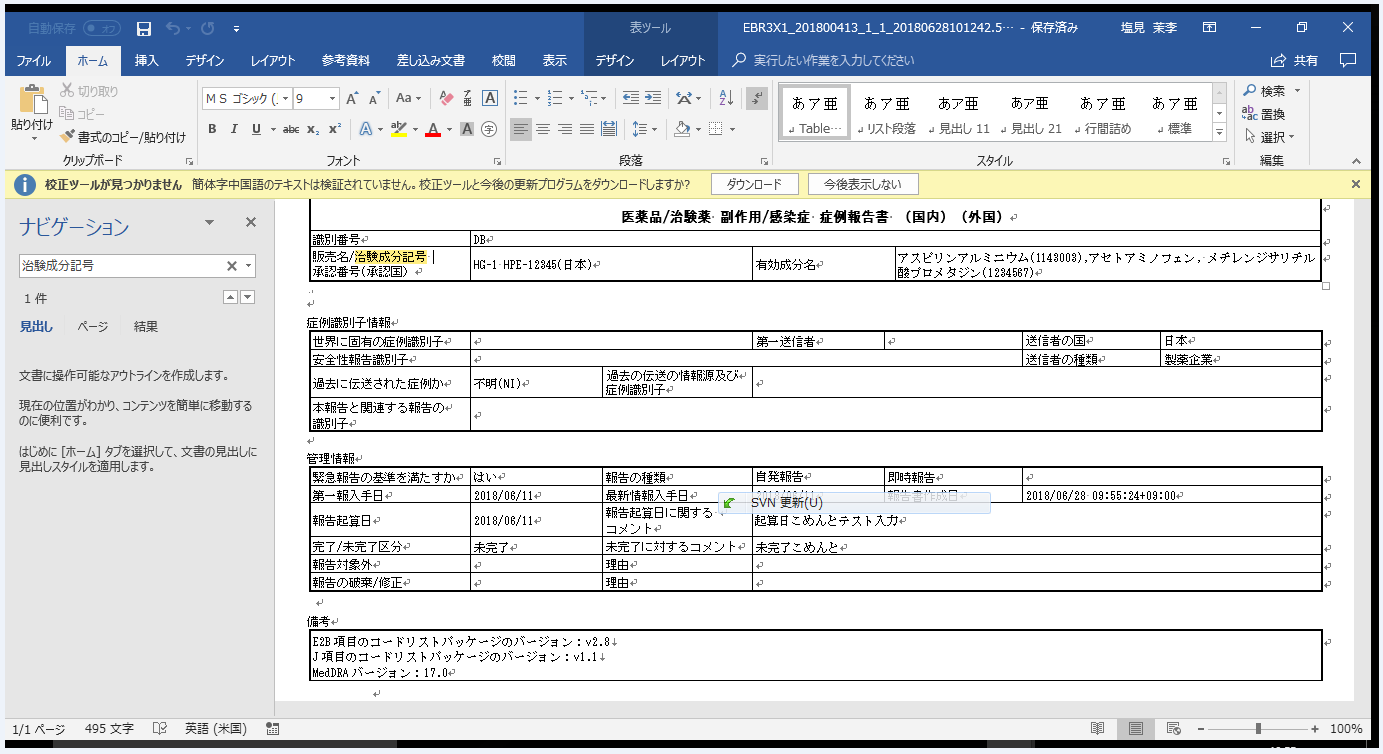 自動保存 オフ
表ツール
EBR3X1_201800413_1_1_20180628101242.5… - 保存済み
塩見 茉李
ファイル ホーム 挿入 デザイン レイアウト 参考資料 差し込み文書 校閲 表示 デザイン レイアウト 実行したい作業を入力してください 共有
貼り付け
切り取り
コピー
書式のコピー/貼り付け
クリップボード
ＭＳ ゴシック (. 9
フォント
段落
あア亜 あア亜 あア亜 あア亜 あア亜 あア亜
Table… リスト段落 見出し 11 見出し 21 行間詰め 標準
スタイル
検索
置換
選択
編集
校正ツールが見つかりません 簡体字中国語のテキストは検証されていません。校正ツールと今後の更新プログラムをダウンロードしますか? ダウンロード 今後表示しない
ナビゲーション
治験成分記号
1 件
見出し ページ 結果
文書に操作可能なアウトラインを作成します。
現在の位置がわかり、コンテンツを簡単に移動する
のに便利です。
はじめに [ホーム] タブを選択して、文書の見出しに
見出しスタイルを適用します。
医薬品/治験薬 副作用/感染症 症例報告書 （国内）（外国）
識別番号 DB
販売名/治験成分記号
承認番号(承認国)
HG-1 HPE-12345(日本)
有効成分名
アスピリンアルミニウム(1143003),アセトアミノフェン, メチレンジサリチル
酸プロメタジン(1234567)
症例識別子情報
世界に固有の症例識別子 第一送信者 送信者の国 日本
安全性報告識別子 送信者の種類 製薬企業
過去に伝送された症例か 不明(NI)
過去の伝送の情報源及び
症例識別子
本報告と関連する報告の
識別子
管理情報
緊急報告の基準を満たすか はい 報告の種類 自発報告 即時報告
第一報入手日 2018/06/11 最新情報入手日 2018/06/11 報告書作成日 2018/06/28 09:55:24+09:00
SVN 更新(U)
報告起算日 2018/06/11
報告起算日に関する
コメント
起算日こめんとテスト入力
完了/未完了区分 未完了 未完了に対するコメント 未完了こめんと
報告対象外 理由
報告の破棄/修正 理由
備考
E2B 項目のコードリストパッケージのバージョン：v2.8
J 項目のコードリストパッケージのバージョン：v1.1
MedDRA バージョン：17.0
1/1 ページ 495 文字 英語 (米国) 100%